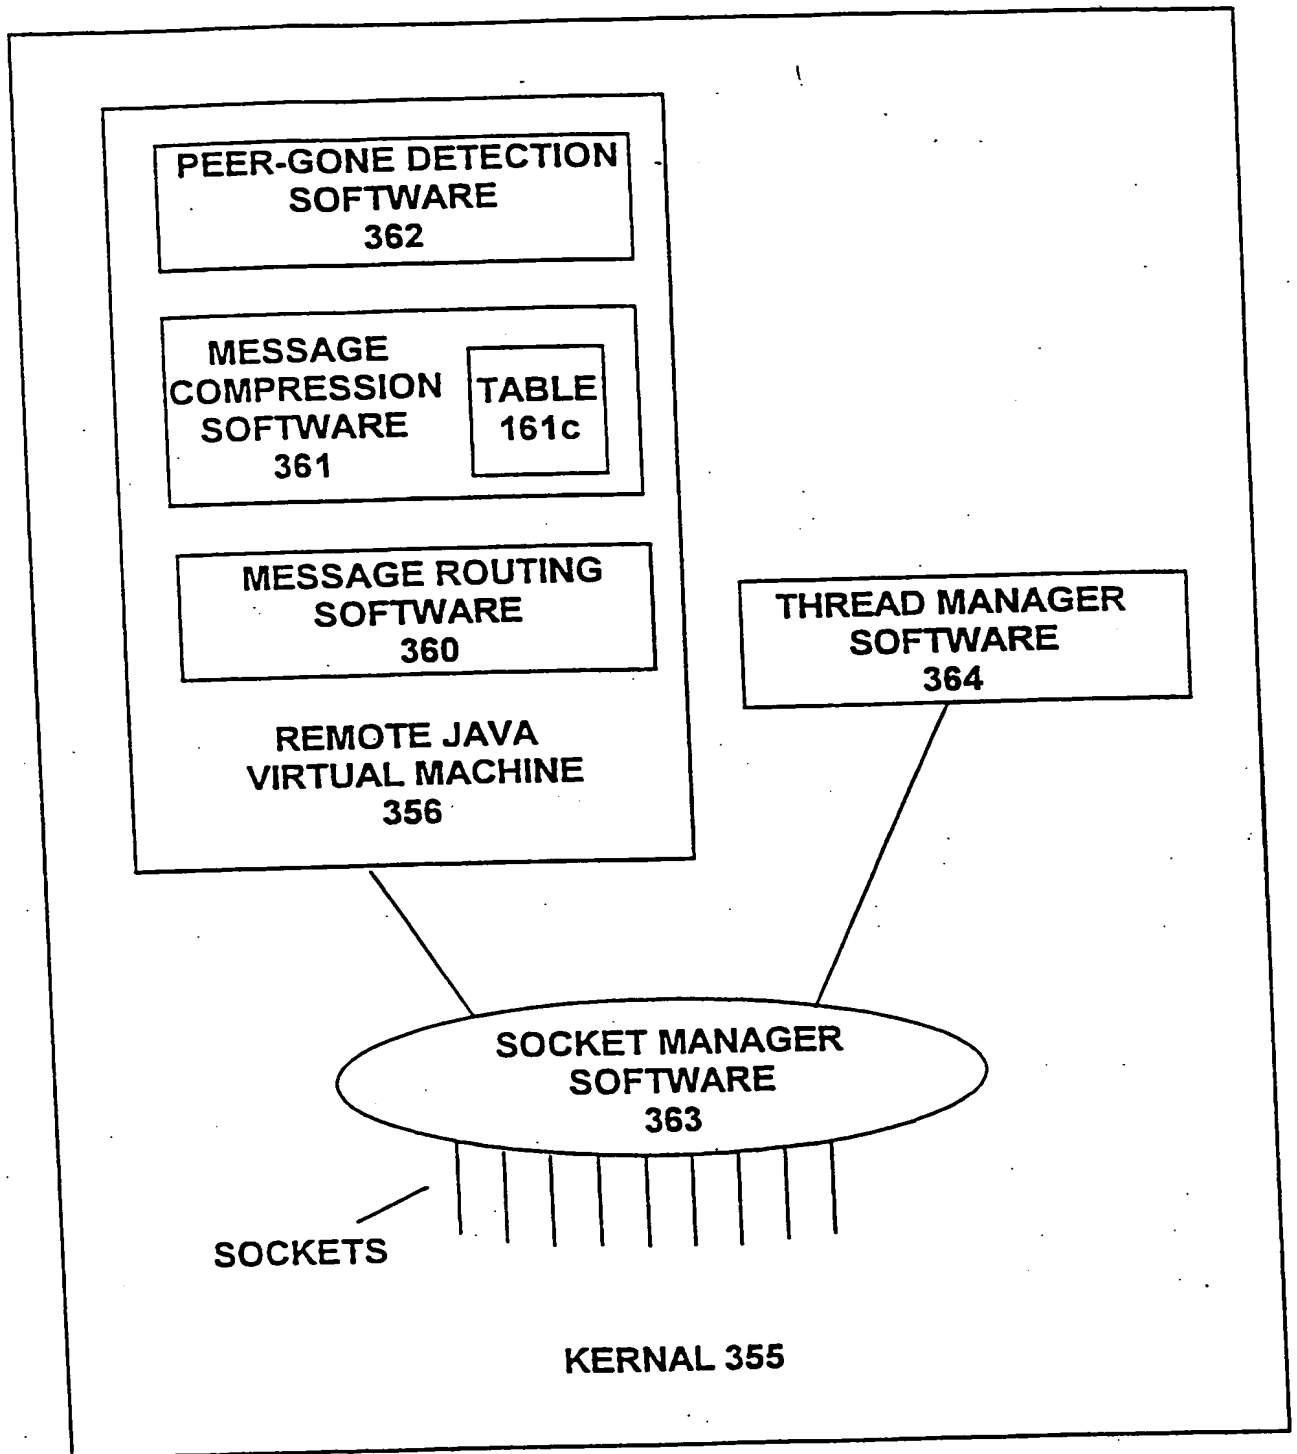 PEER-GONE DETECTION
SOFTWARE
362
MESSAGE
COMPRESSION
SOFTWARE
361
TABLE
161c
MESSAGE ROUTING
SOFTWARE
360
REMOTE JAVA
VIRTUAL MACHINE
356
THREAD MANAGER
SOFTWARE
364
SOCKET MANAGER
SOFTWARE
363
SOCKETS
KERNAL 355